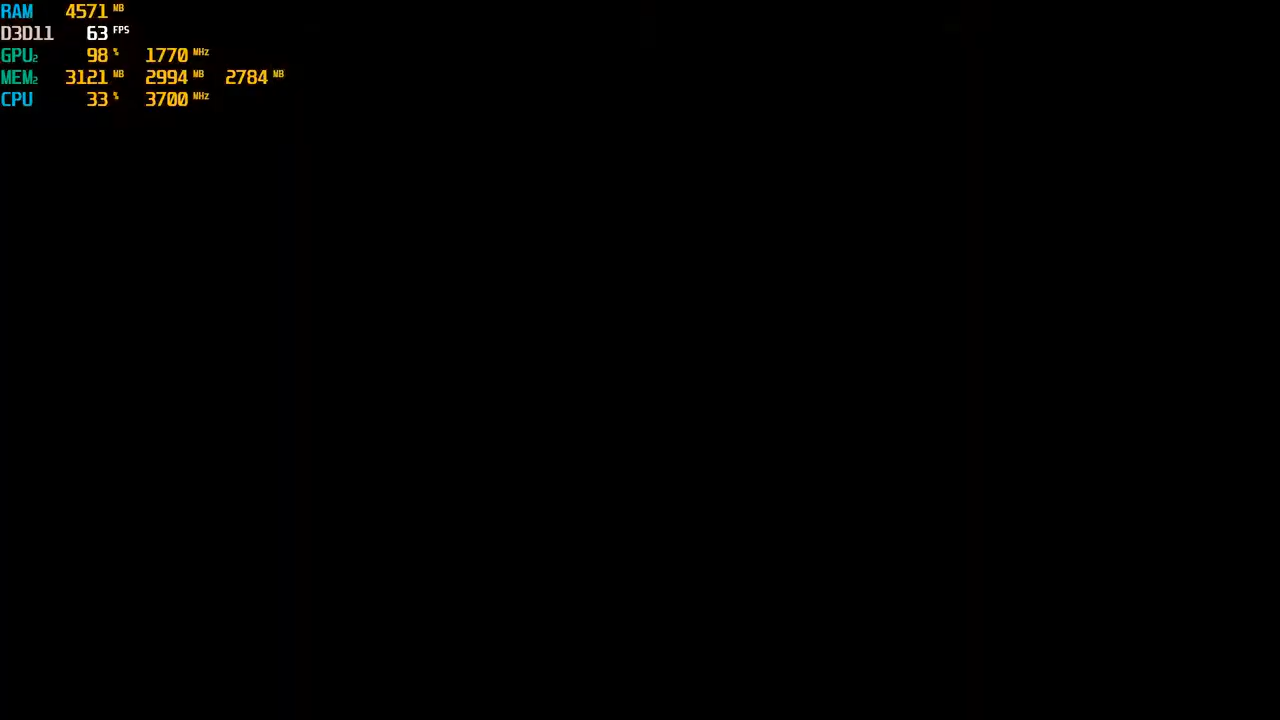 RAM 4571 MB
D3D11 63 FPS
GPU2 98 % 1770 MHz
MEM2 3121 MB 2994 MB 2784 MB
CPU 33 % 3700 MHz